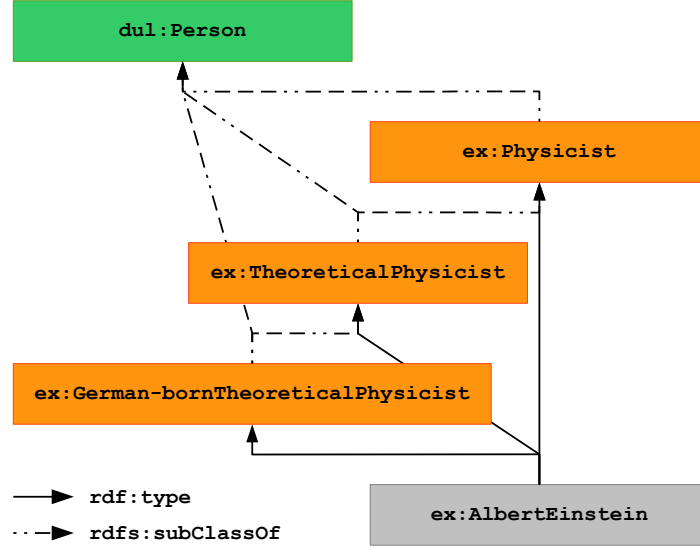 dul:Person
ex:Physicist
ex:TheoreticalPhysicist
ex:German-bornTheoreticalPhysicist
rdf:type
ex:AlbertEinstein
rdfs:subClassOf